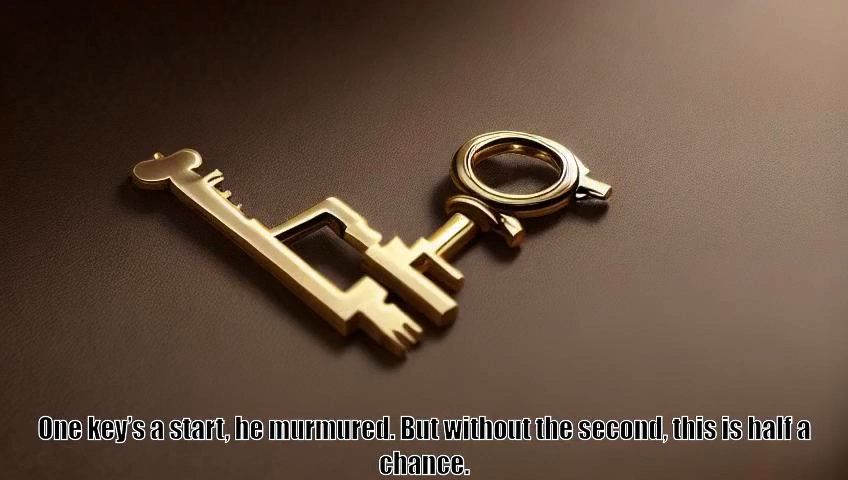 One key's a start, he murmured. But without the second, this is half a
chance.